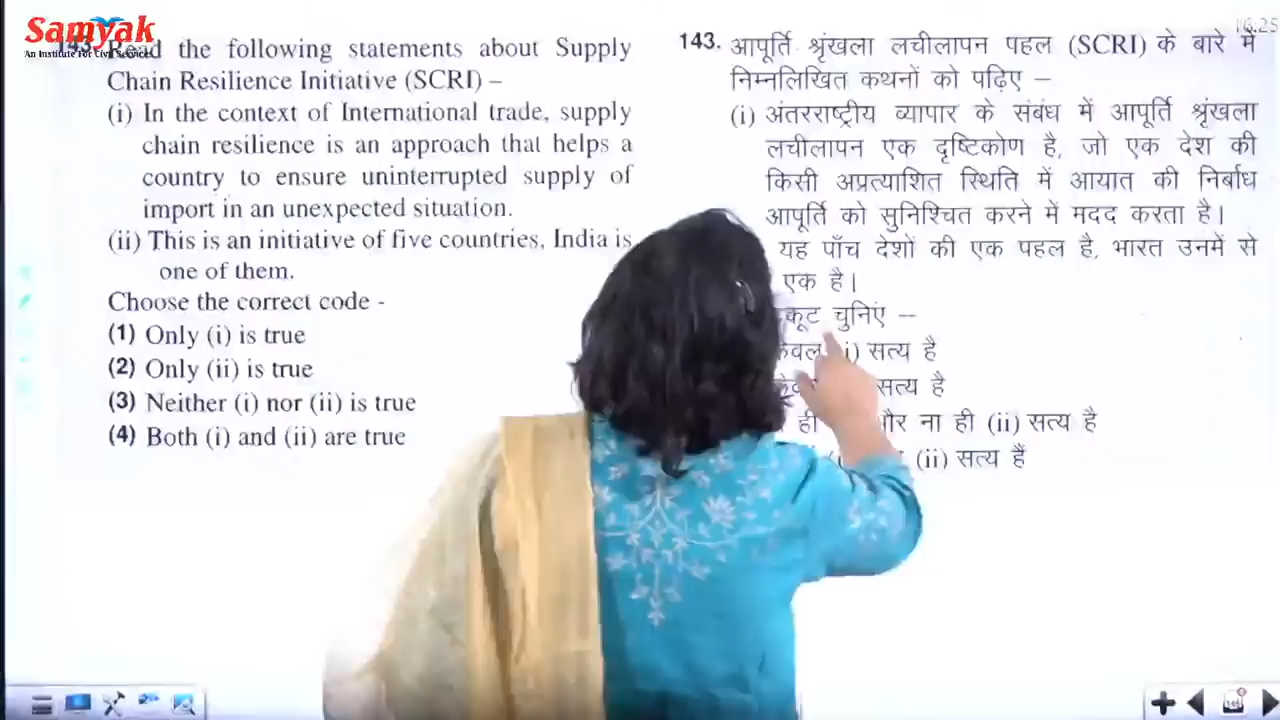 Samyak
An Institute For Civil Services
143. Read the following statements about Supply
Chain Resilience Initiative (SCRI) –
(i) In the context of International trade, supply
chain resilience is an approach that helps a
country to ensure uninterrupted supply of
import in an unexpected situation.
(ii) This is an initiative of five countries, India is
one of them.
Choose the correct code -
(1) Only (i) is true
(2) Only (ii) is true
(3) Neither (i) nor (ii) is true
(4) Both (i) and (ii) are true
16:25
143. आपूर्ति श्रृंखला लचीलापन पहल (SCRI) के बारे में
निम्नलिखित कथनों को पढ़िए –
(i) अंतरराष्ट्रीय व्यापार के संबंध में आपूर्ति श्रृंखला
लचीलापन एक दृष्टिकोण है, जो एक देश की
किसी अप्रत्याशित स्थिति में आयात की निर्बाध
आपूर्ति को सुनिश्चित करने में मदद करता है।
यह पाँच देशों की एक पहल है, भारत उनमें से
एक है।
कूट चुनिएं –
(i) सत्य है
सत्य है
ही और ना ही (ii) सत्य है
(ii) सत्य हैं